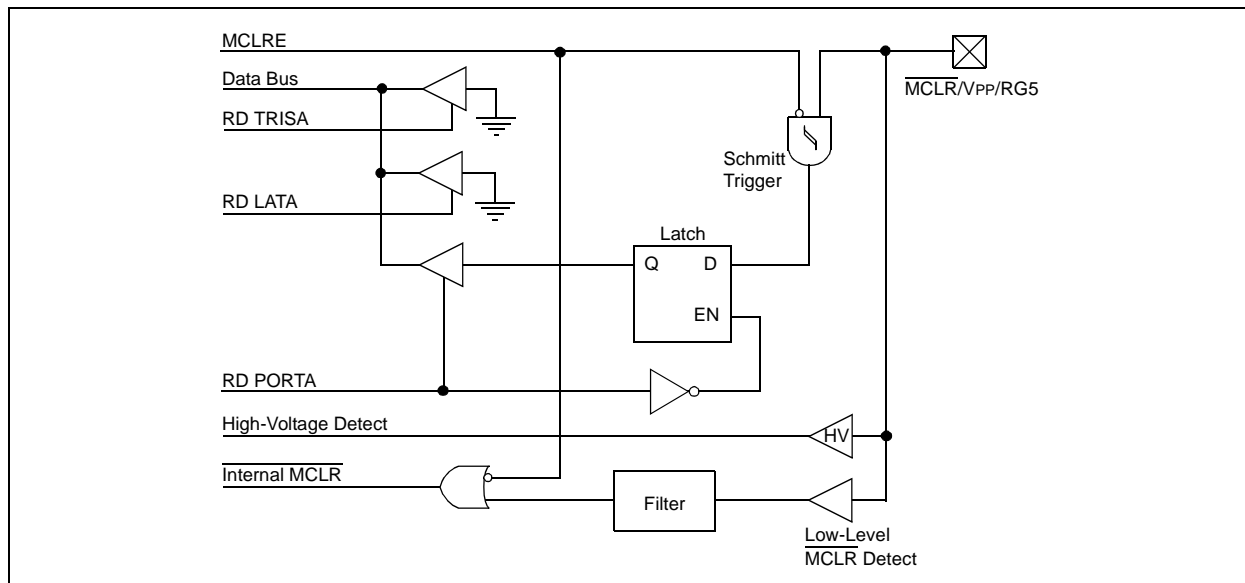 MCLRE
Data Bus
RD TRISA
MCLR/VPP/RG5
Schmitt
Trigger
RD LATA
Latch
Q
D
EN
RD PORTA
High-Voltage Detect
HV
Internal MCLR
Filter
Low-Level
MCLR Detect